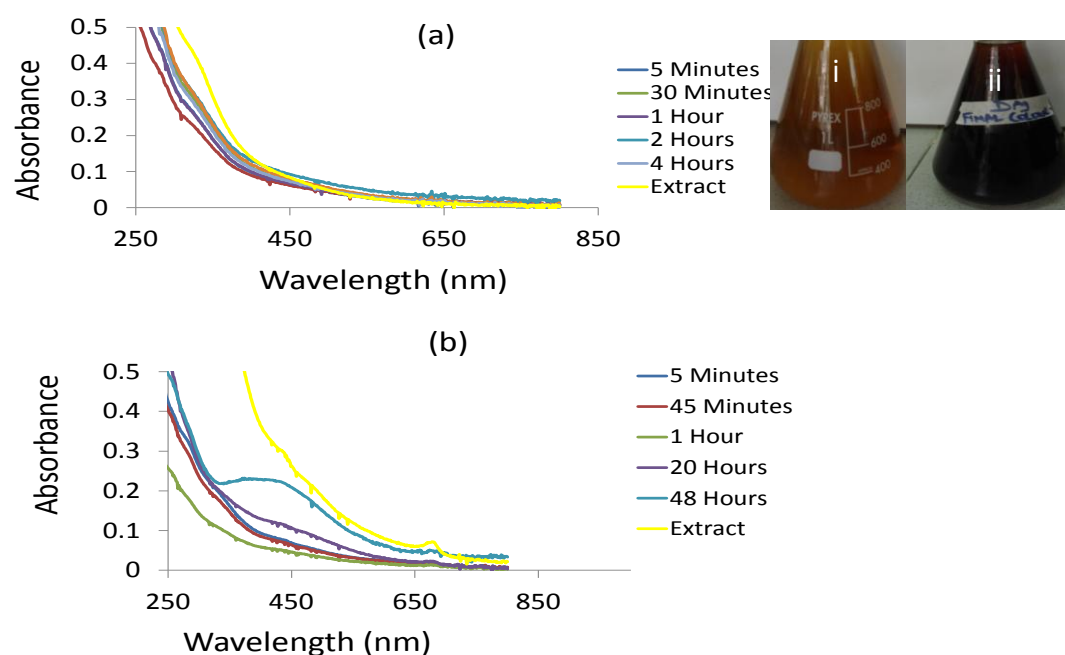 (a)
0.5
0.4
0.3
0.2
0.1
0
Absorbance
250 450 650 850
Wavelength (nm)
5 Minutes
30 Minutes
1 Hour
2 Hours
4 Hours
Extract
i
PYREX
1L
800
600
400
ii
DAY
FINAL COLOUR
(b)
0.5
0.4
0.3
0.2
0.1
0
Absorbance
250 450 650 850
Wavelength (nm)
5 Minutes
45 Minutes
1 Hour
20 Hours
48 Hours
Extract